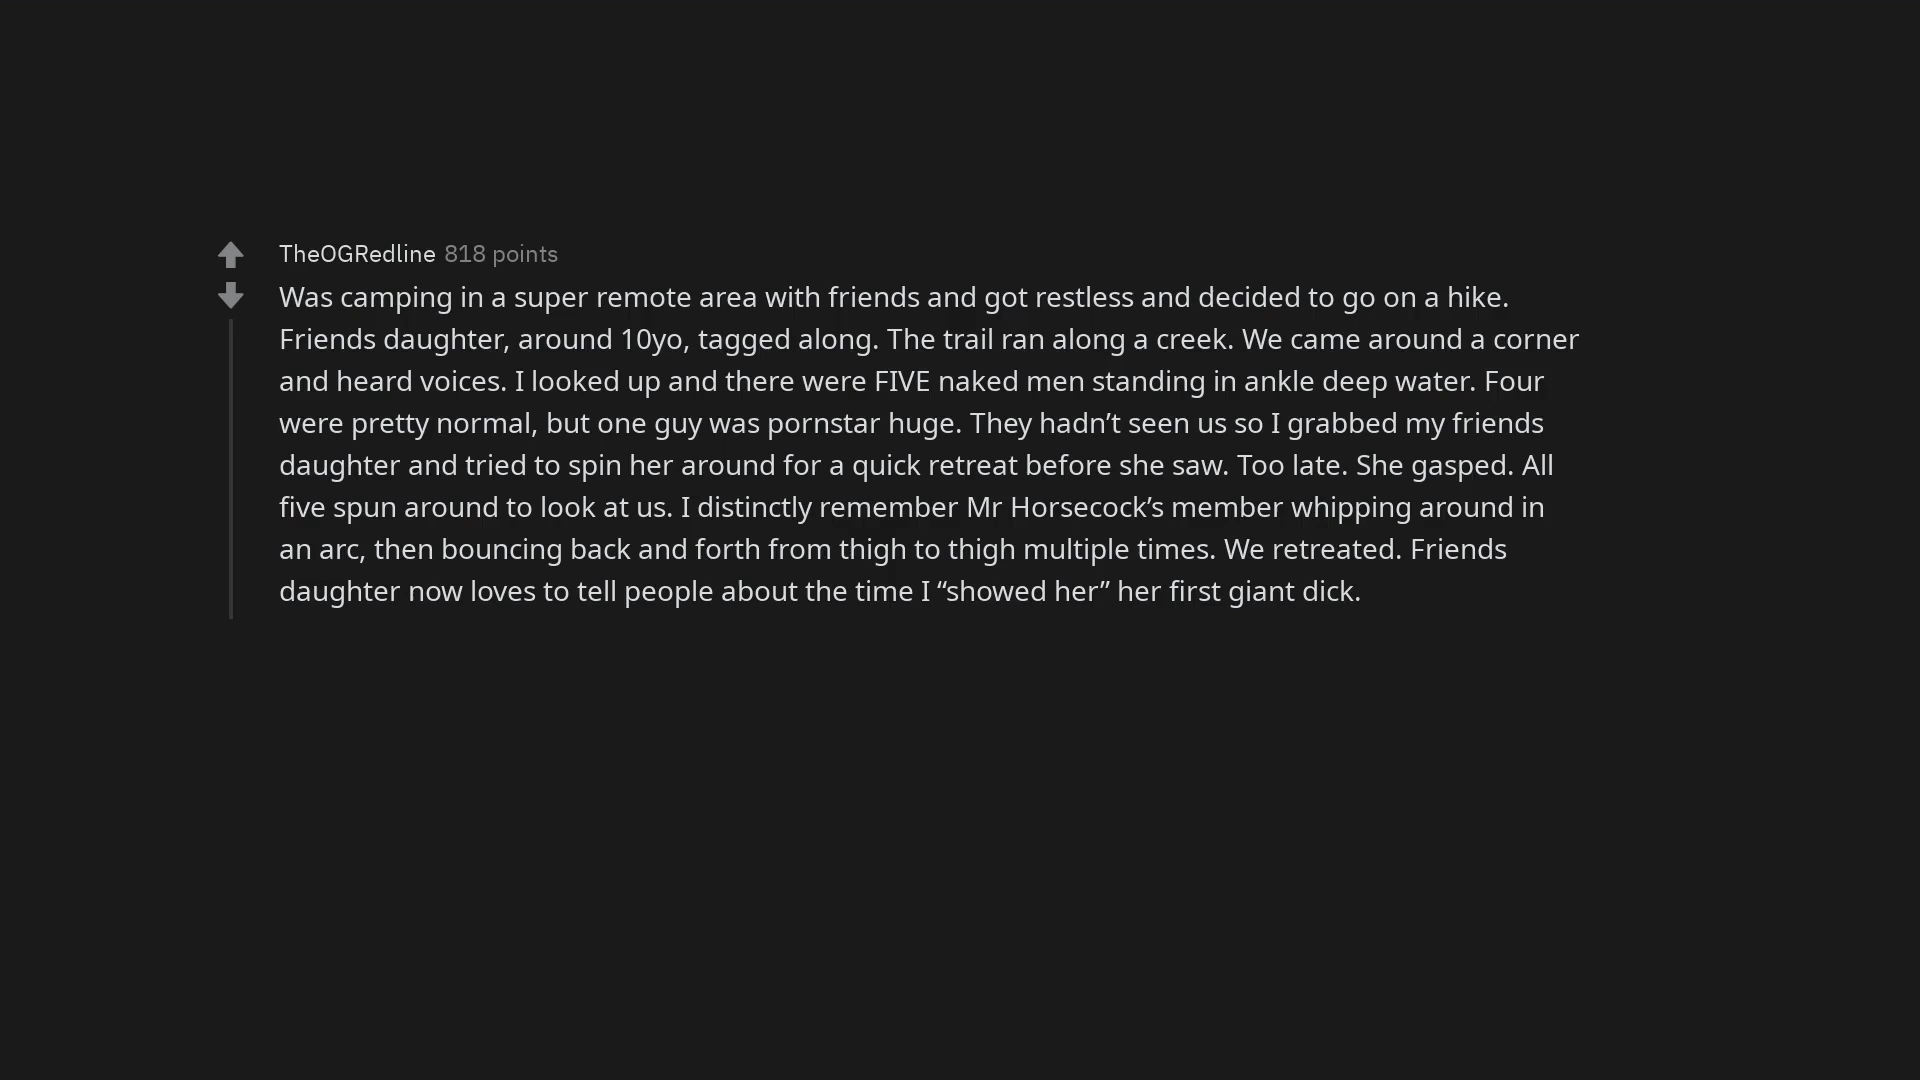 TheOGRedline 818 points
Was camping in a super remote area with friends and got restless and decided to go on a hike.
Friends daughter, around 10yo, tagged along. The trail ran along a creek. We came around a corner
and heard voices. I looked up and there were FIVE naked men standing in ankle deep water. Four
were pretty normal, but one guy was pornstar huge. They hadn’t seen us so I grabbed my friends
daughter and tried to spin her around for a quick retreat before she saw. Too late. She gasped. All
five spun around to look at us. I distinctly remember Mr Horsecock’s member whipping around in
an arc, then bouncing back and forth from thigh to thigh multiple times. We retreated. Friends
daughter now loves to tell people about the time I “showed her” her first giant dick.